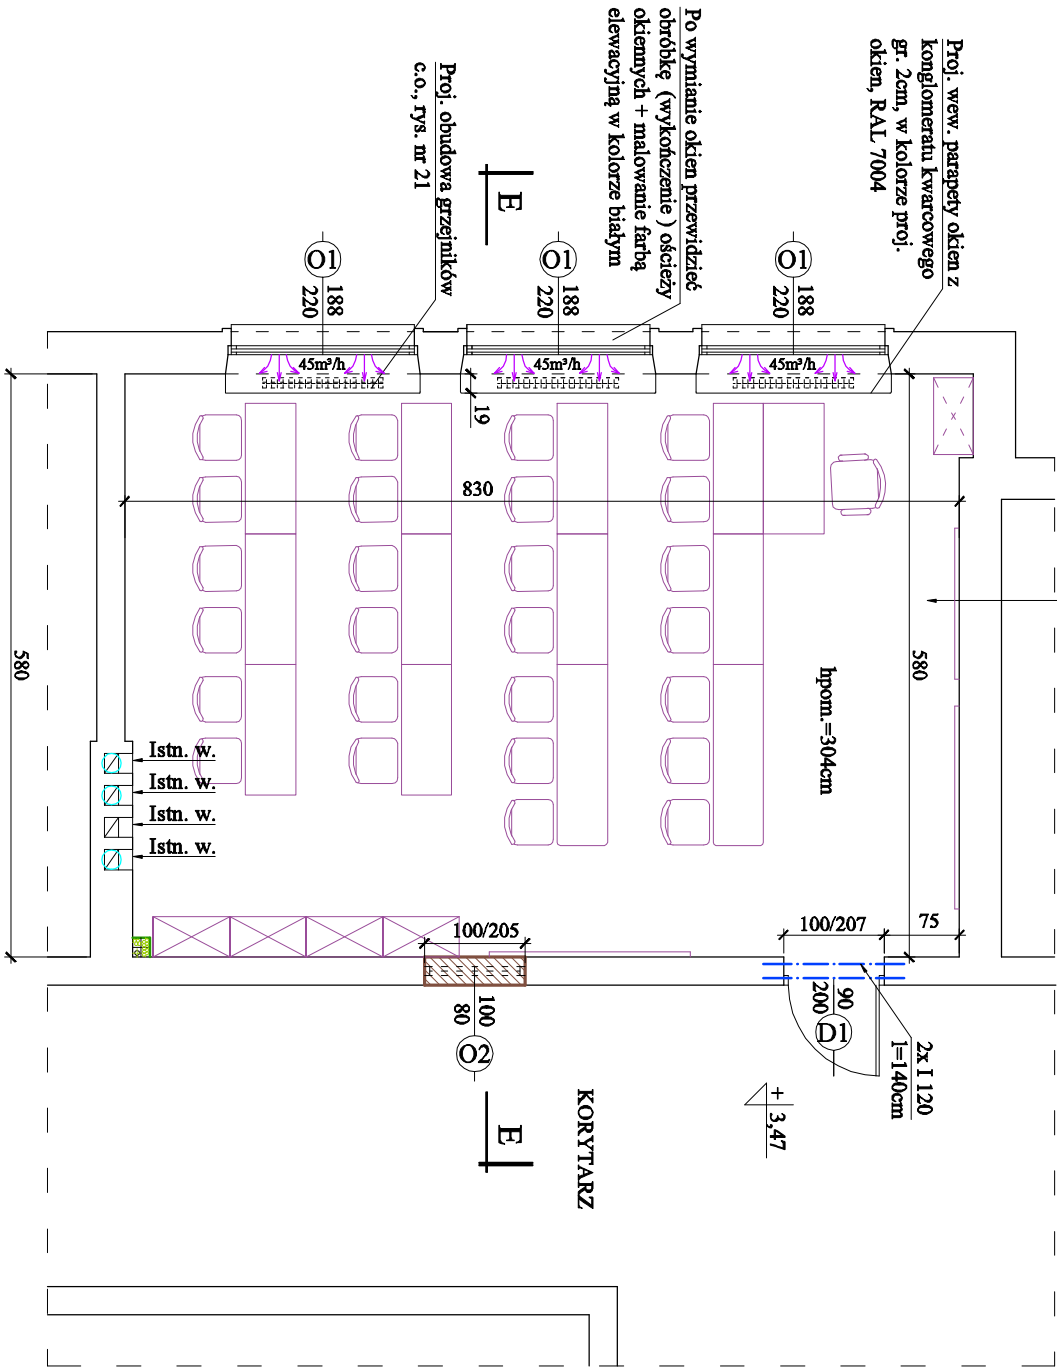 Proj. wew. parapety okien z
konglomeratu kwarcowego
gr. 2cm, w kolorze proj.
okien, RAL 7004
Po wymianie okien przewidzieć
obróbkę (wykończenie ) ościeży
okiennych + malowanie farbą
elewacyjną w kolorze białym
Proj. obudowa grzejników
c.o., rys. nr 21
E
O1
188
220
O1
188
220
O1
188
220
45m³/h
45m³/h
45m³/h
19
830
580
580
hpom.=304cm
Istn. w.
Istn. w.
Istn. w.
Istn. w.
100/205
100/207
75
100
80
O2
90
200
D1
2x I 120
l=140cm
+ 3,47
E
KORYTARZ